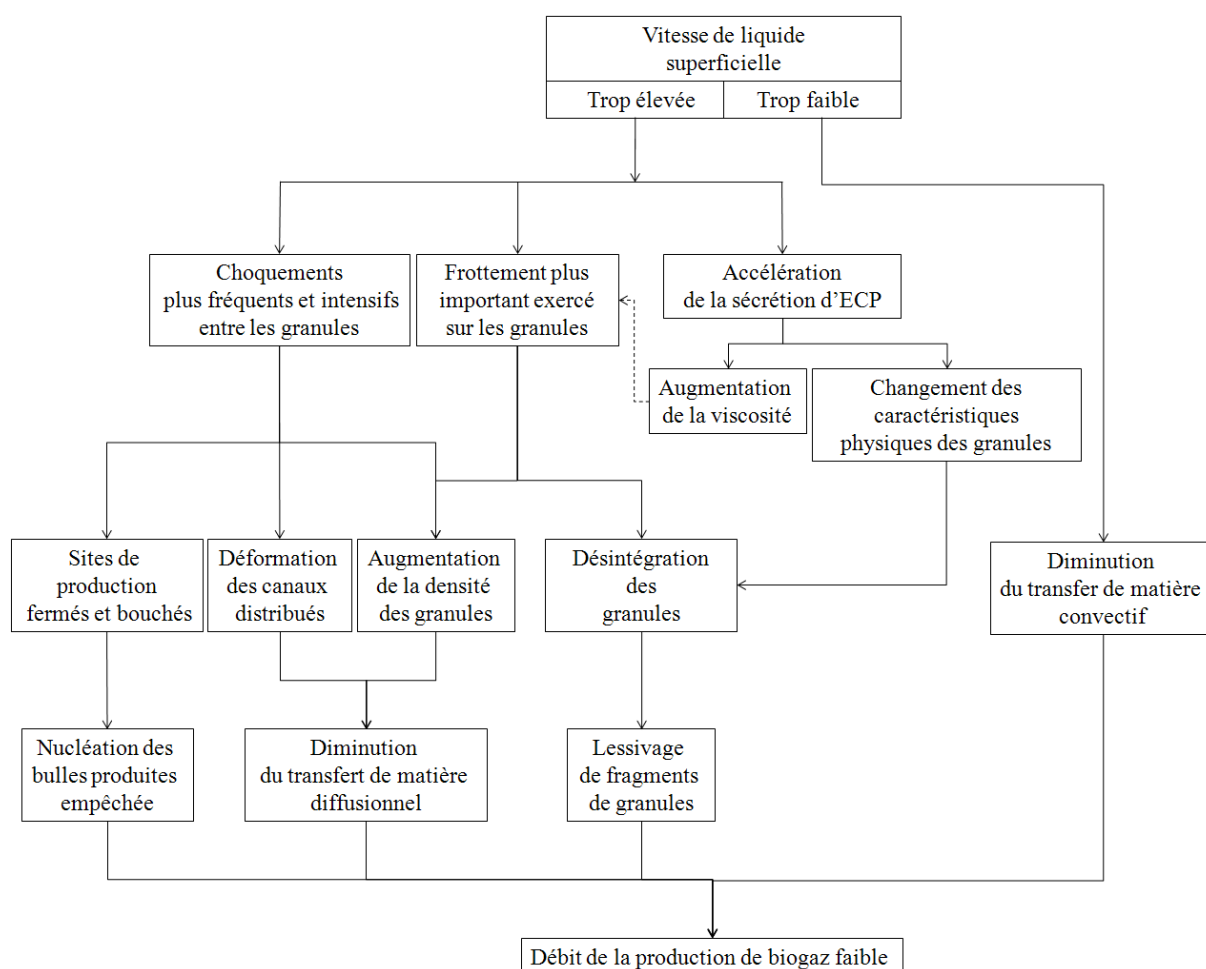 Vitesse de liquide
superficielle
Trop élevée
Trop faible
Choquements
plus fréquents et intensifs
entre les granules
Frottement plus
important exercé
sur les granules
Accélération
de la sécrétion d'ECP
Augmentation
de la viscosité
Changement des
caractéristiques
physiques des granules
Sites de
production
fermés et bouchés
Déformation
des canaux
distribués
Augmentation
de la densité
des granules
Désintégration
des
granules
Diminution
du transfer de matière
convectif
Nucléation des
bulles produites
empêchée
Diminution
du transfert de matière
diffusionnel
Lessivage
de fragments
de granules
Débit de la production de biogaz faible